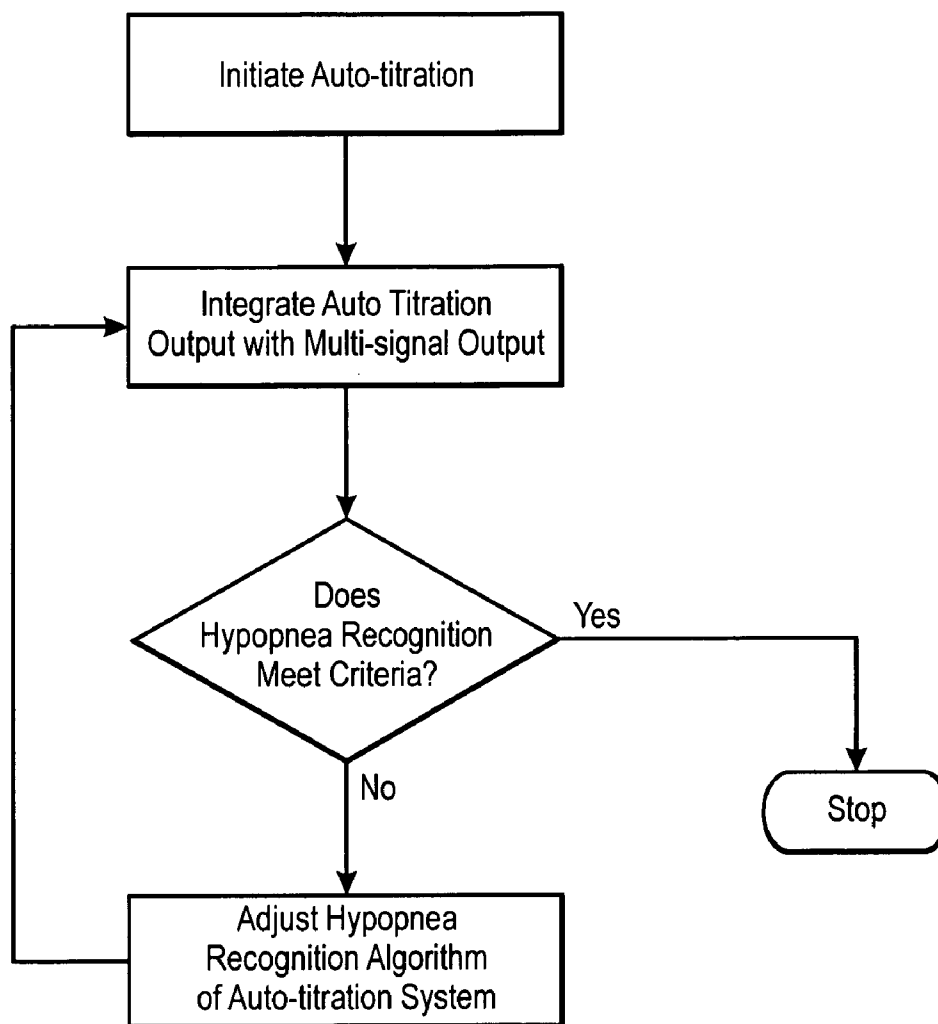 Initiate Auto-titration
Integrate Auto Titration
Output with Multi-signal Output
Does
Hypopnea Recognition
Meet Criteria?
Yes
No
Stop
Adjust Hypopnea
Recognition Algorithm
of Auto-titration System